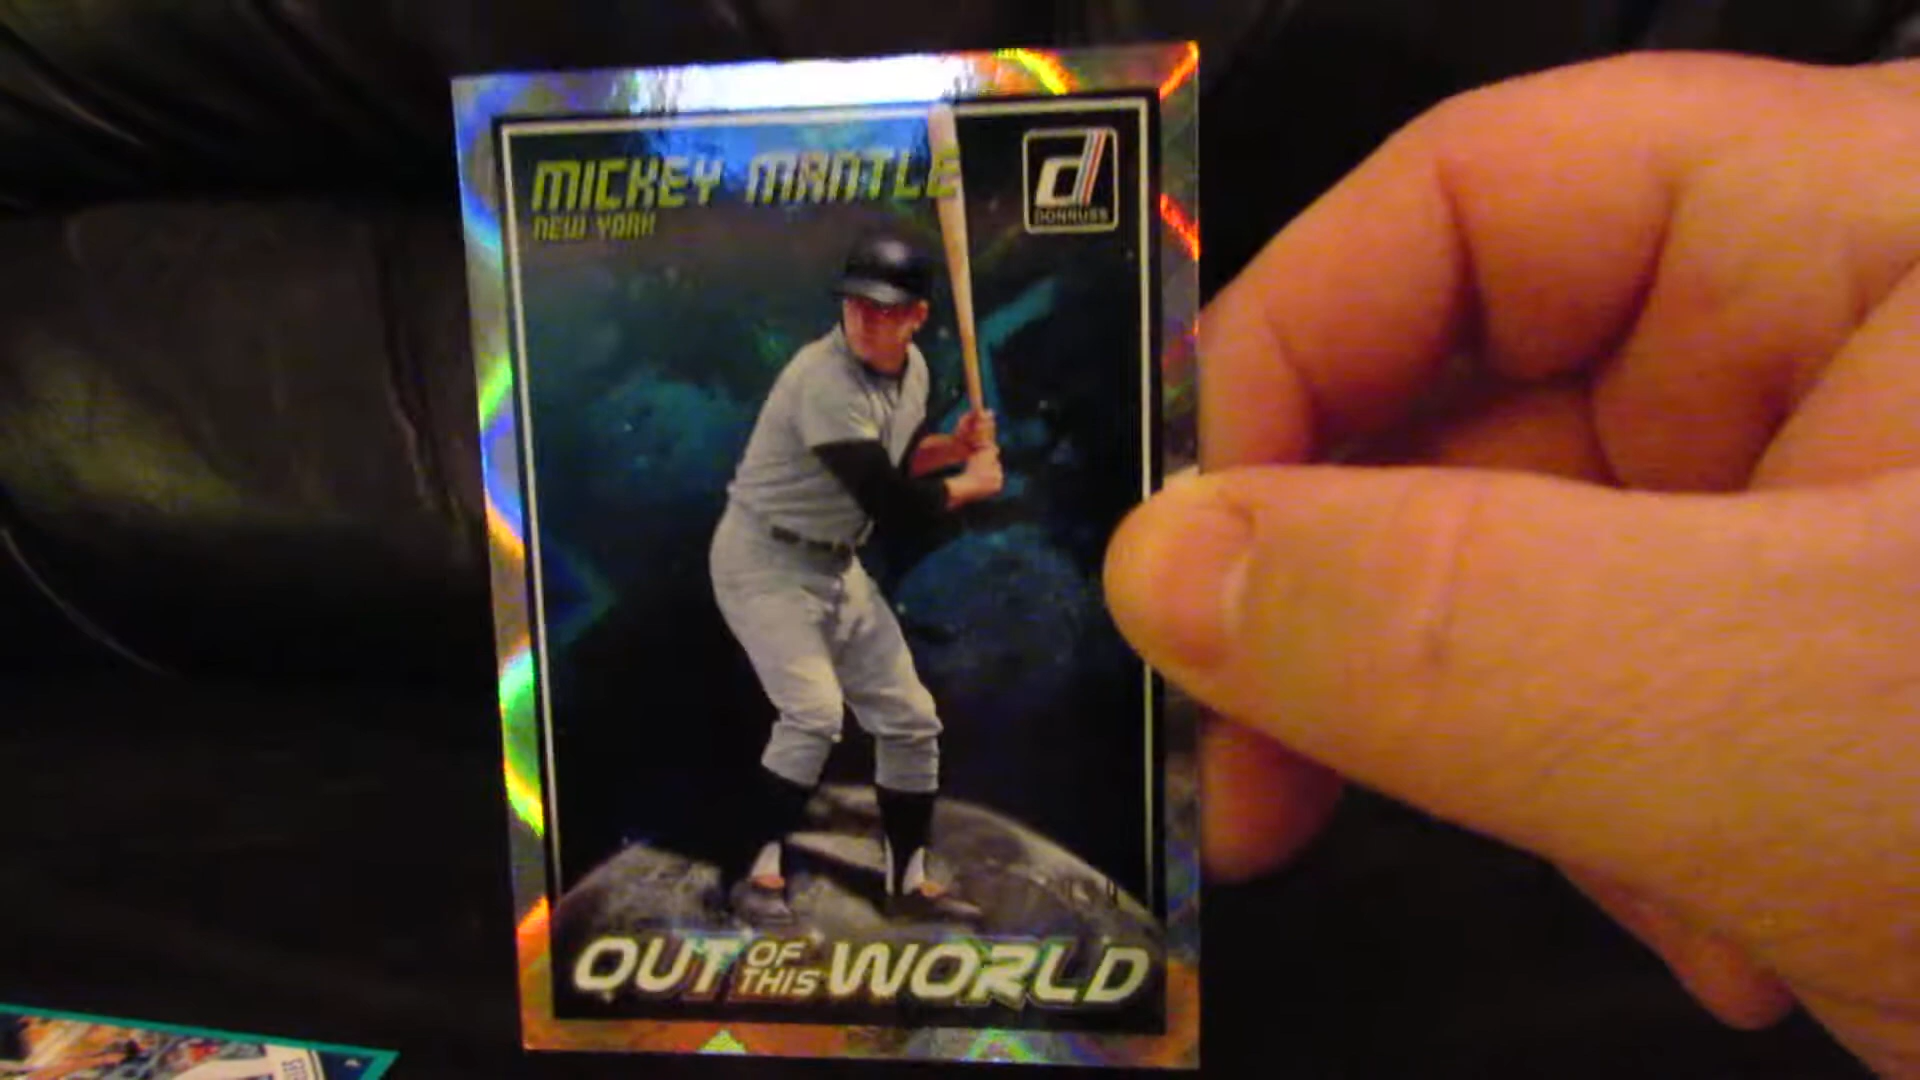 MICKEY MANTLE
NEW YORK
d
DONRUSS
OUT OF THIS WORLD